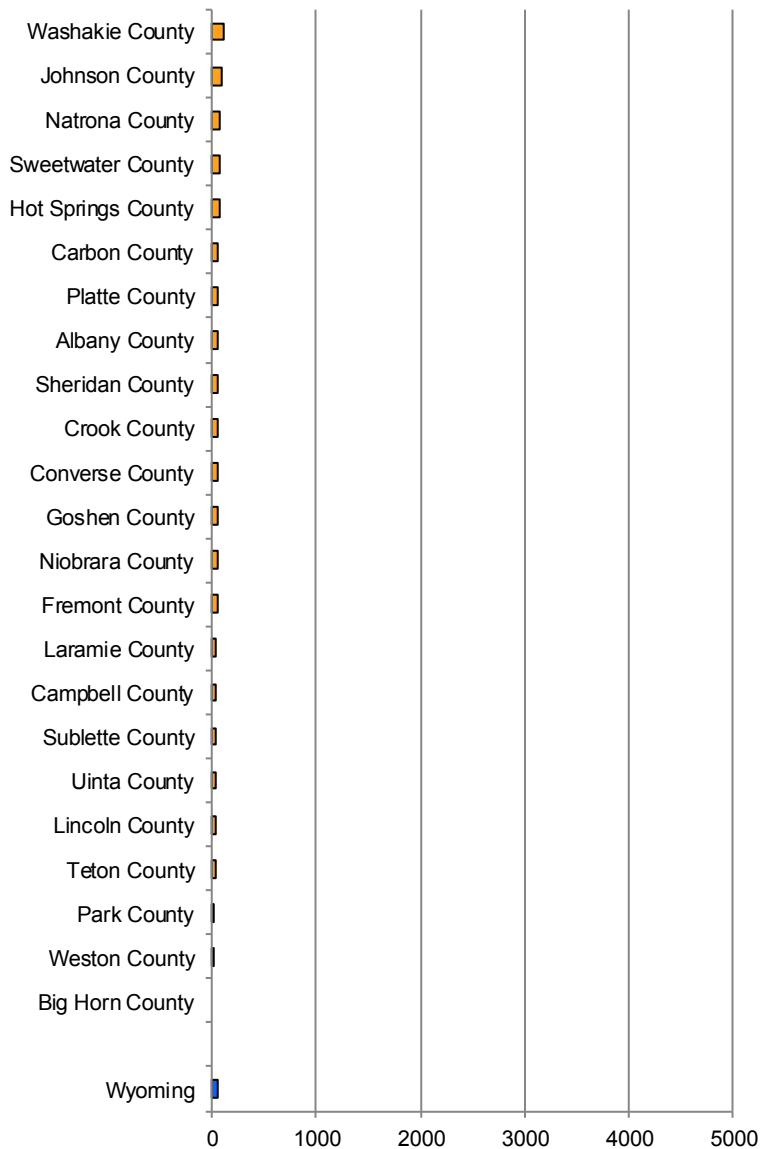 Washakie County
Johnson County
Natrona County
Sweetwater County
Hot Springs County
Carbon County
Platte County
Albany County
Sheridan County
Crook County
Converse County
Goshen County
Niobrara County
Fremont County
Laramie County
Campbell County
Sublette County
Uinta County
Lincoln County
Teton County
Park County
Weston County
Big Horn County
Wyoming
0 1000 2000 3000 4000 5000